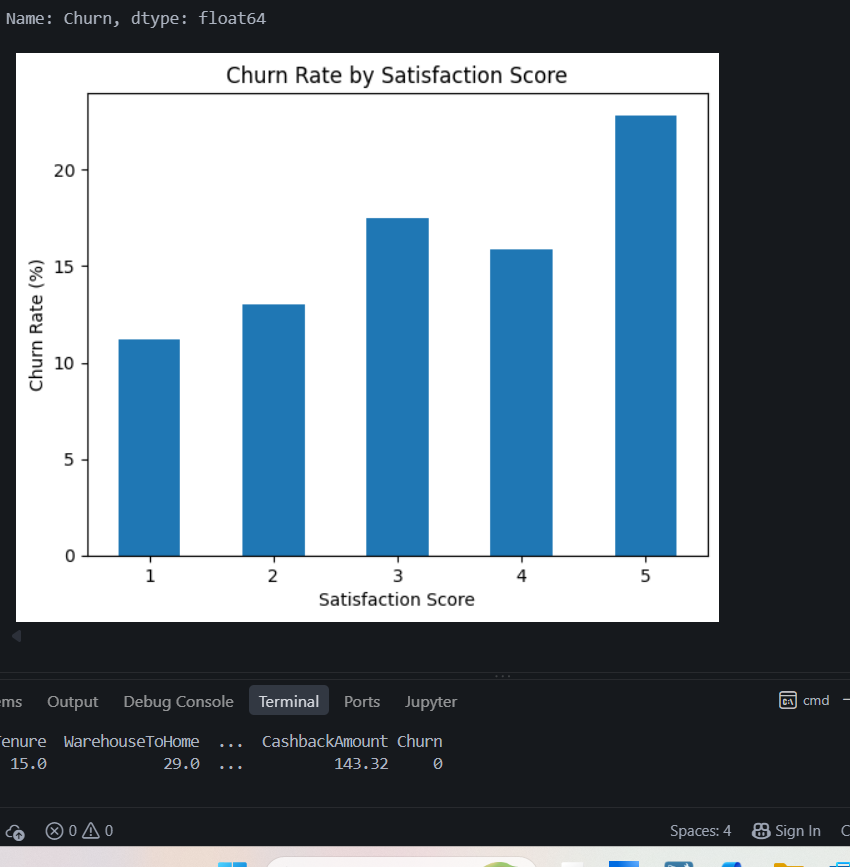 Name: Churn, dtype: float64
Churn Rate by Satisfaction Score
20
15
10
5
0
Churn Rate (%)
1 2 3 4 5
Satisfaction Score
ms Output Debug Console Terminal Ports Jupyter
cmd
enure WarehouseToHome ... CashbackAmount Churn
15.0 29.0 ... 143.32 0
0 0
Spaces: 4 Sign In